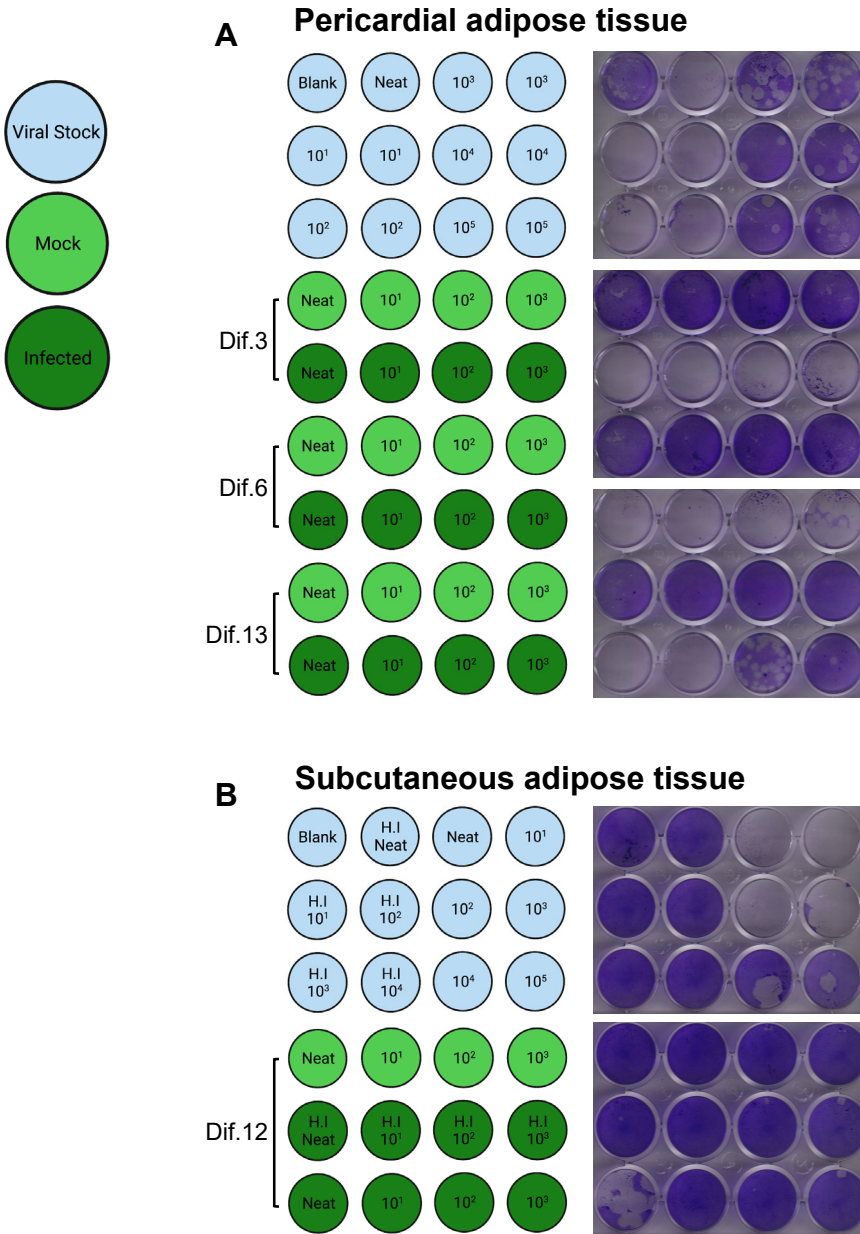 Pericardial adipose tissue
A
Viral Stock
Mock
Infected
Blank Neat 10³ 10³
10¹ 10¹ 10⁴ 10⁴
10² 10² 10⁵ 10⁵
Dif.3
Neat 10¹ 10² 10³
Neat 10¹ 10² 10³
Dif.6
Neat 10¹ 10² 10³
Neat 10¹ 10² 10³
Dif.13
Neat 10¹ 10² 10³
Neat 10¹ 10² 10³
Subcutaneous adipose tissue
B
Blank H.I Neat Neat 10¹
H.I 10¹ H.I 10² 10² 10³
H.I 10³ H.I 10⁴ 10⁴ 10⁵
Dif.12
Neat 10¹ 10² 10³
H.I Neat H.I 10¹ H.I 10² H.I 10³
Neat 10¹ 10² 10³